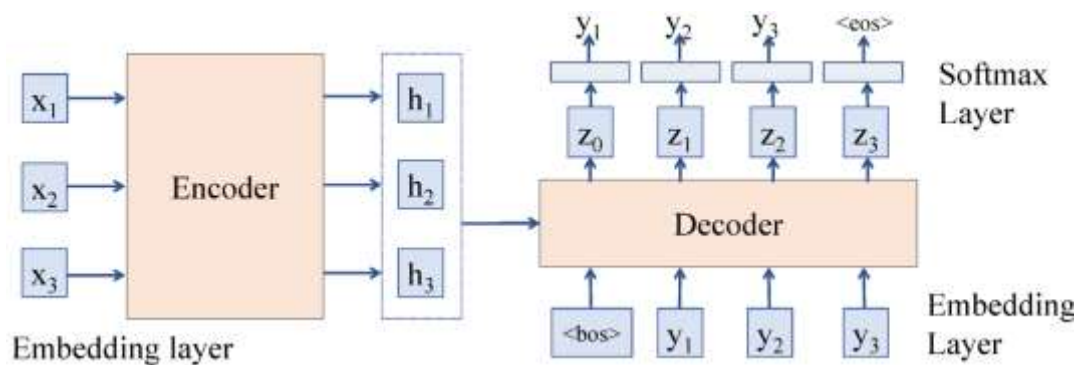 y₁ y₂ y₃ <eos>
Softmax
Layer
x₁ h₁ z₀ z₁ z₂ z₃
x₂ Encoder h₂ Decoder
x₃ h₃
<bos> y₁ y₂ y₃
Embedding
Layer
Embedding layer